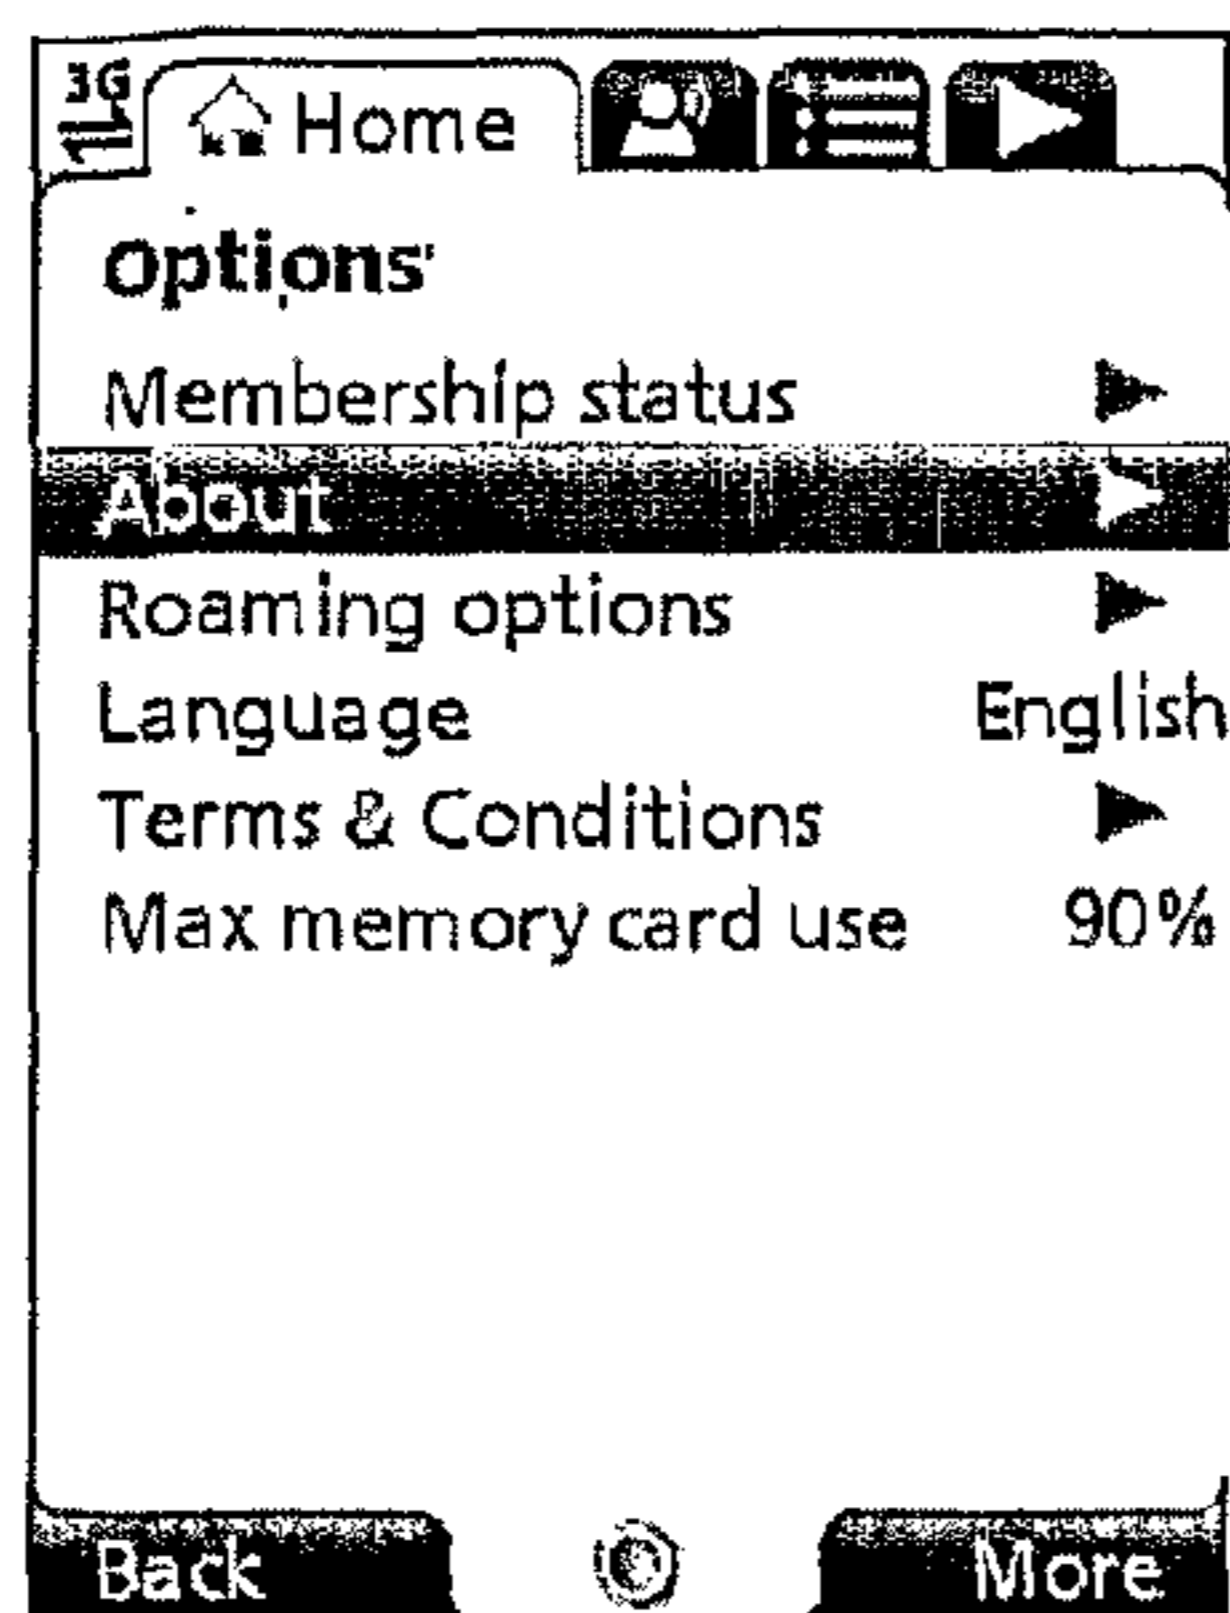 3G Home
Options
Membership status
About
Roaming options
Language English
Terms & Conditions
Max memory card use 90%
Back More